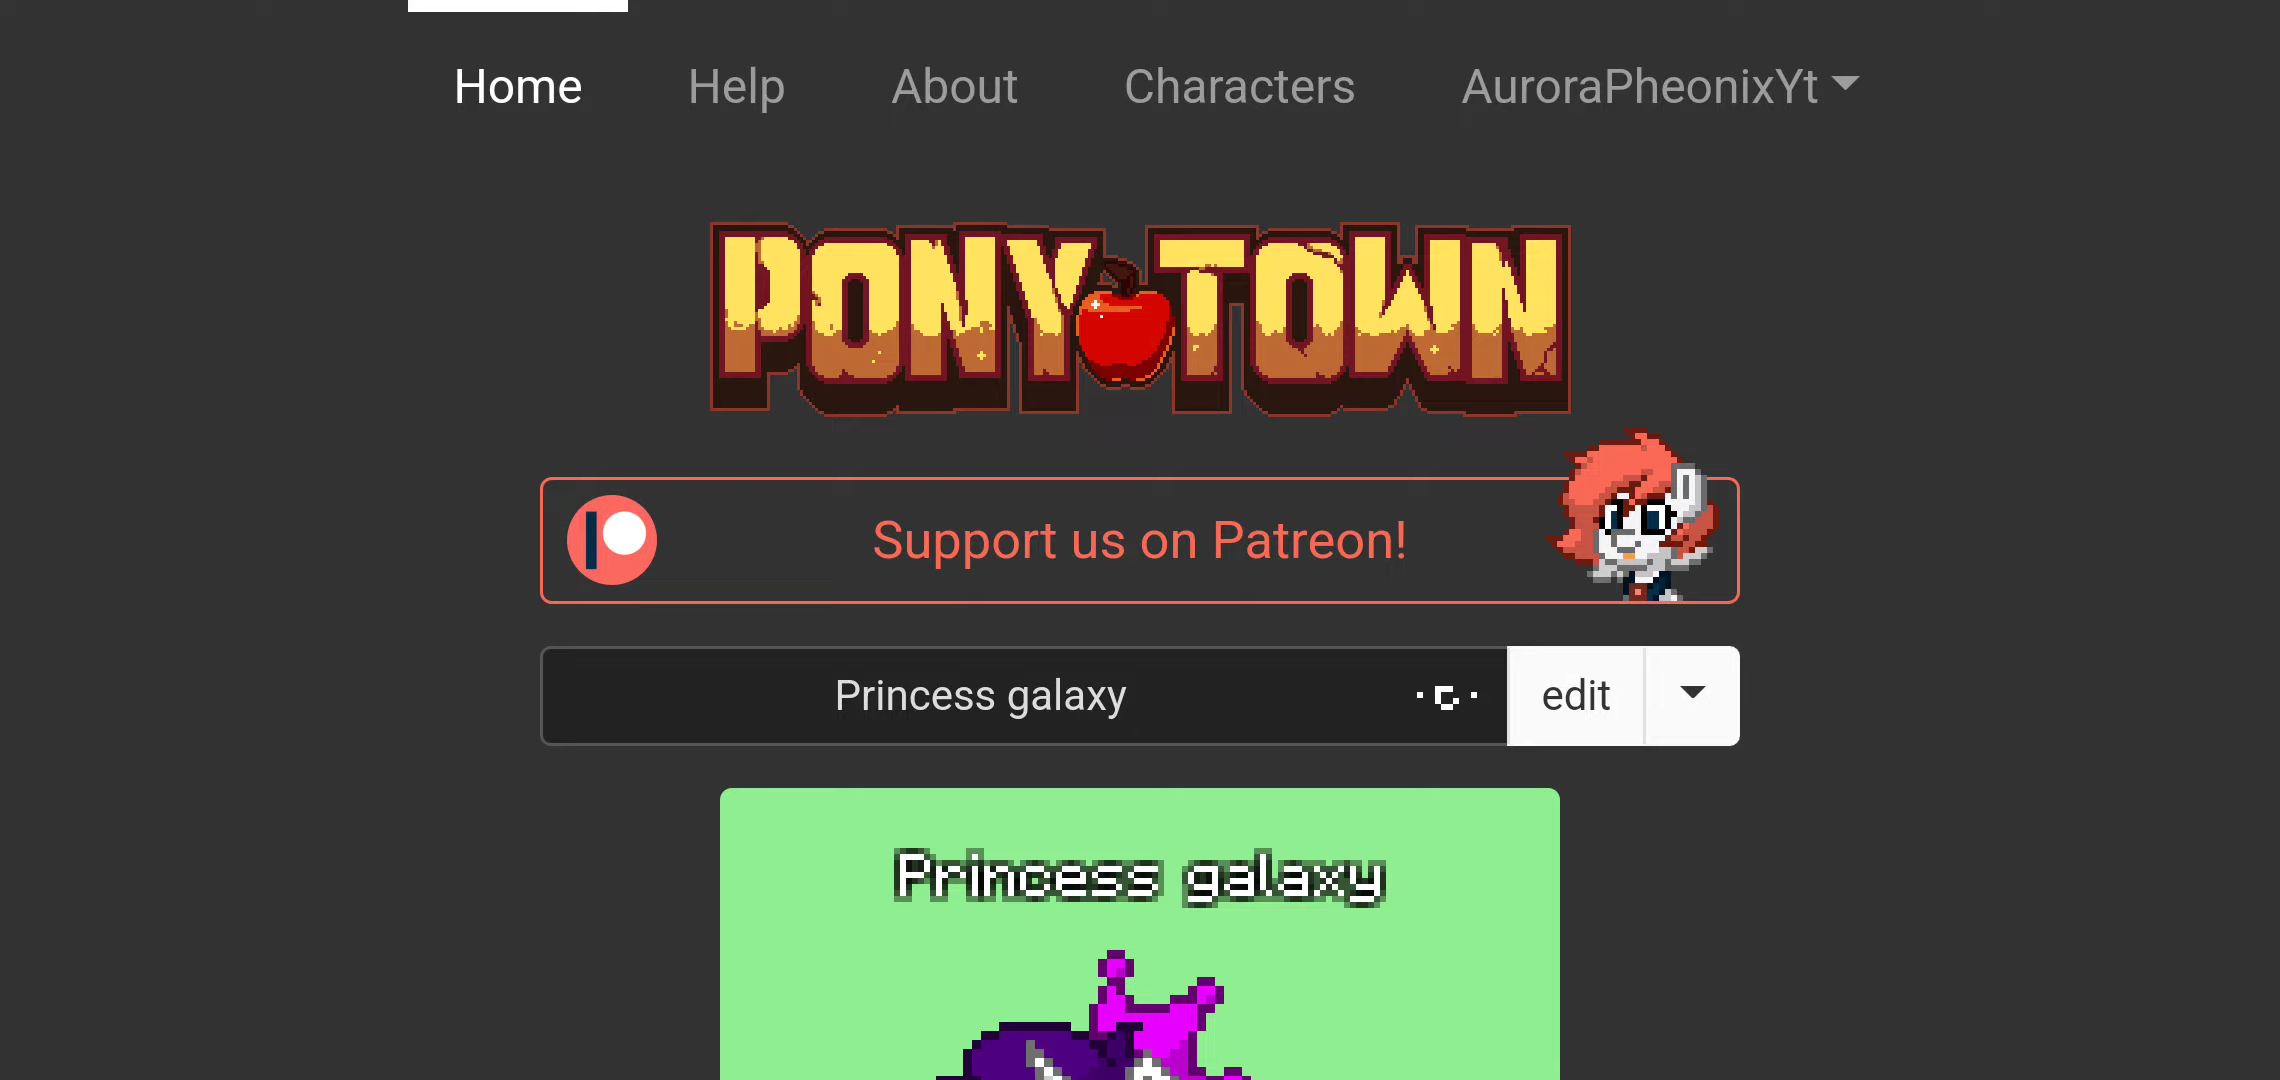 Home Help About Characters AuroraPheonixYt
PONY TOWN
Support us on Patreon!
Princess galaxy edit
Princess galaxy